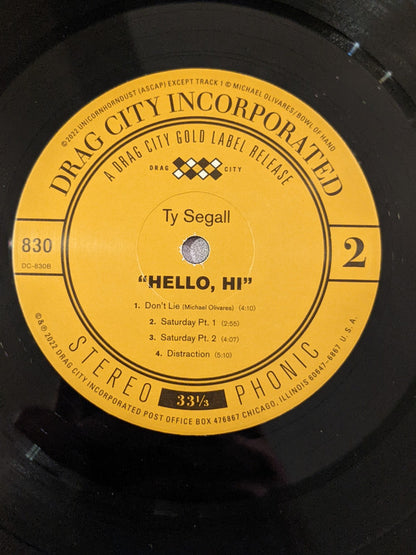 ©2022 UNICORNHORNDUST (ASCAP) EXCEPT TRACK 1 © MICHAEL OLIVARES/BOWL OF HAND
DRAG CITY INCORPORATED
A DRAG CITY GOLD LABEL RELEASE
DRAG CITY
Ty Segall
830
DC-830B
2
"HELLO, HI"
1. Don't Lie (Michael Olivares) (4:10)
2. Saturday Pt. 1 (2:55)
3. Saturday Pt. 2 (4:07)
4. Distraction (5:10)
STEREO 33⅓ PHONIC
©&℗2022 DRAG CITY INCORPORATED POST OFFICE BOX 476867 CHICAGO, ILLINOIS 60647-6867 U.S.A.